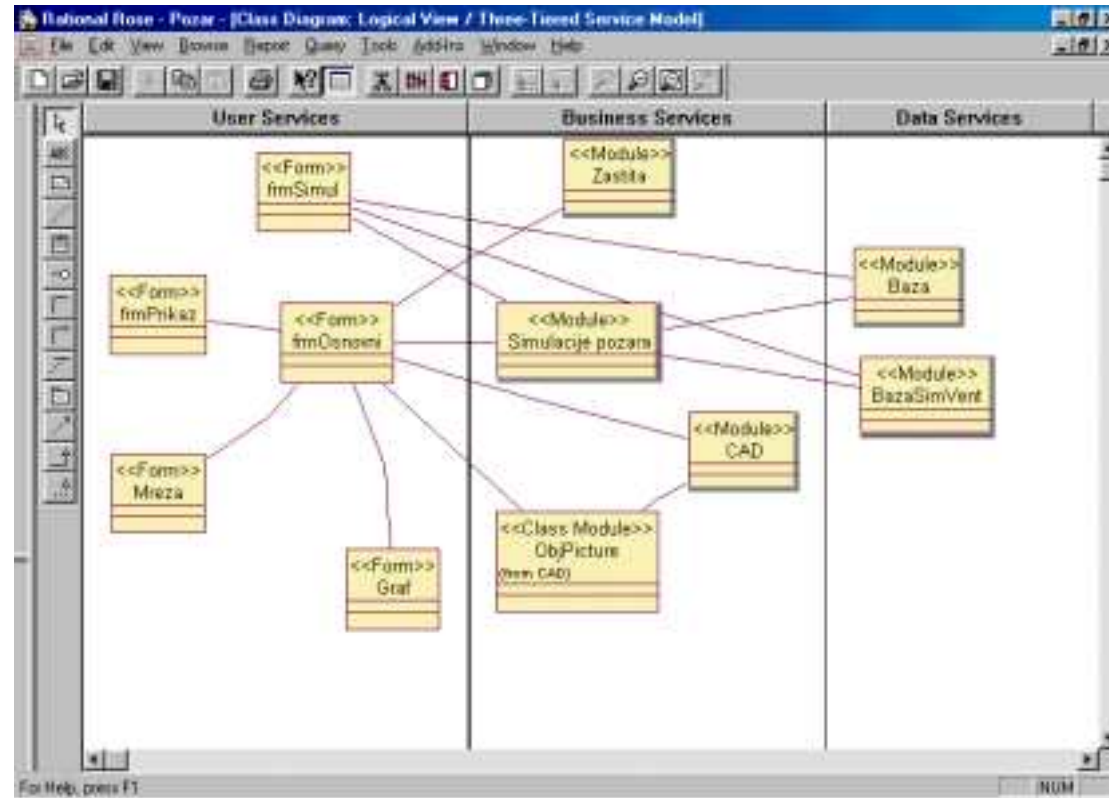 Rational Rose - Pozar - [Class Diagram: Logical View / Three-Tiered Service Model]
File Edit View Browse Report Query Tools Add-Ins Window Help
User Services
Business Services
Data Services
ABC
<<Form>>
frmSimul
<<Module>>
Zastita
<<Form>>
frmPrikaz
<<Form>>
frmOsnovni
<<Module>>
Simulacije pozara
<<Module>>
Baza
<<Module>>
BazaSimVent
<<Module>>
CAD
<<Form>>
Mreza
<<Class Module>>
ObjPicture
(from CAD)
<<Form>>
Graf
For Help, press F1
NUM